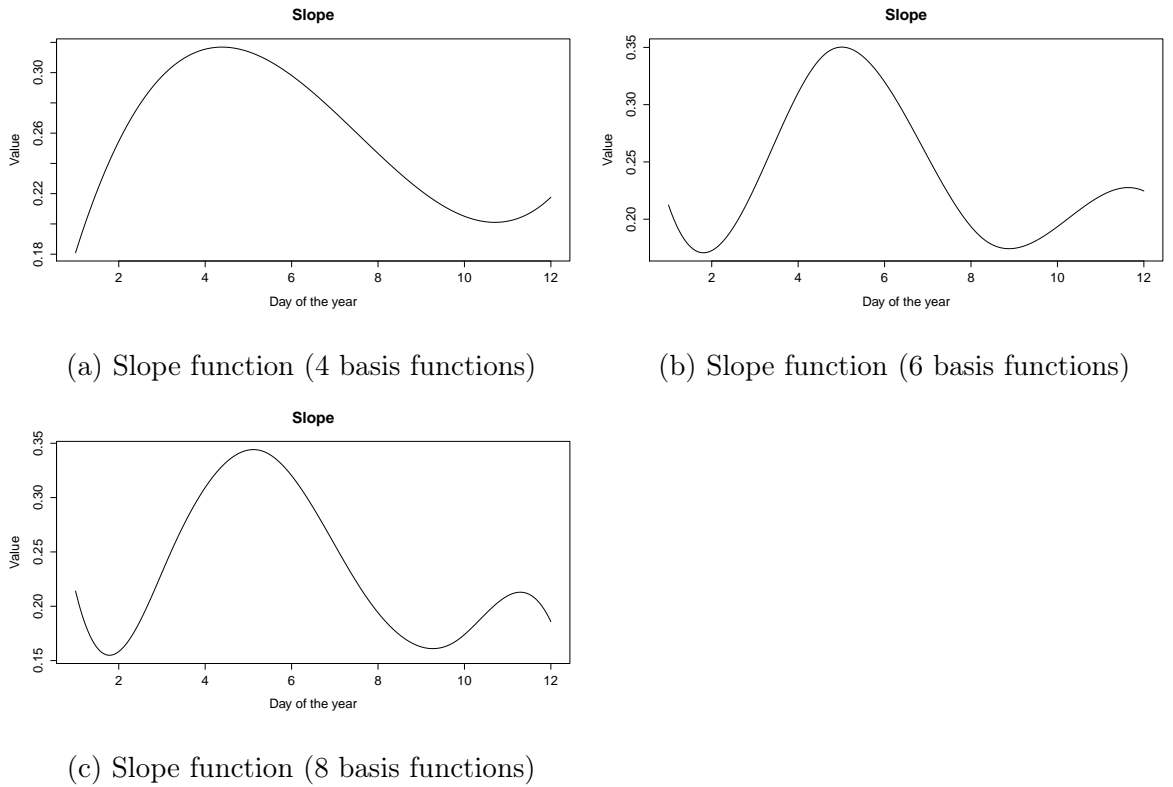 Slope
Value
0.18 0.22 0.26 0.30
2 4 6 8 10 12
Day of the year
(a) Slope function (4 basis functions)
Slope
Value
0.20 0.25 0.30 0.35
2 4 6 8 10 12
Day of the year
(b) Slope function (6 basis functions)
Slope
Value
0.15 0.20 0.25 0.30 0.35
2 4 6 8 10 12
Day of the year
(c) Slope function (8 basis functions)